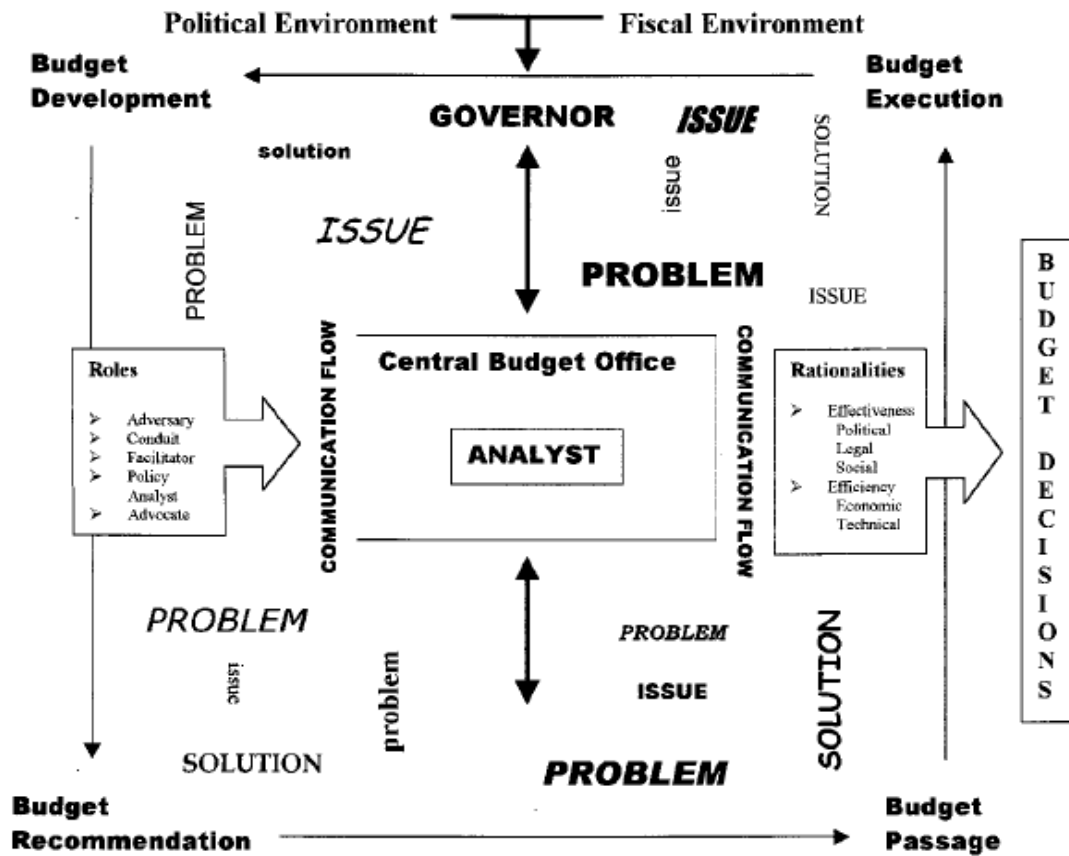 Political Environment
Fiscal Environment
Budget
Development
Budget
Execution
GOVERNOR
ISSUE
solution
issue
SOLUTION
PROBLEM
ISSUE
PROBLEM
ISSUE
Roles
➢ Adversary
➢ Conduit
➢ Facilitator
➢ Policy
Analyst
➢ Advocate
COMMUNICATION FLOW
Central Budget Office
ANALYST
COMMUNICATION FLOW
Rationalities
➢ Effectiveness
Political
Legal
Social
➢ Efficiency
Economic
Technical
BUDGET DECISIONS
PROBLEM
issue
problem
SOLUTION
PROBLEM
ISSUE
PROBLEM
SOLUTION
Budget
Recommendation
Budget
Passage